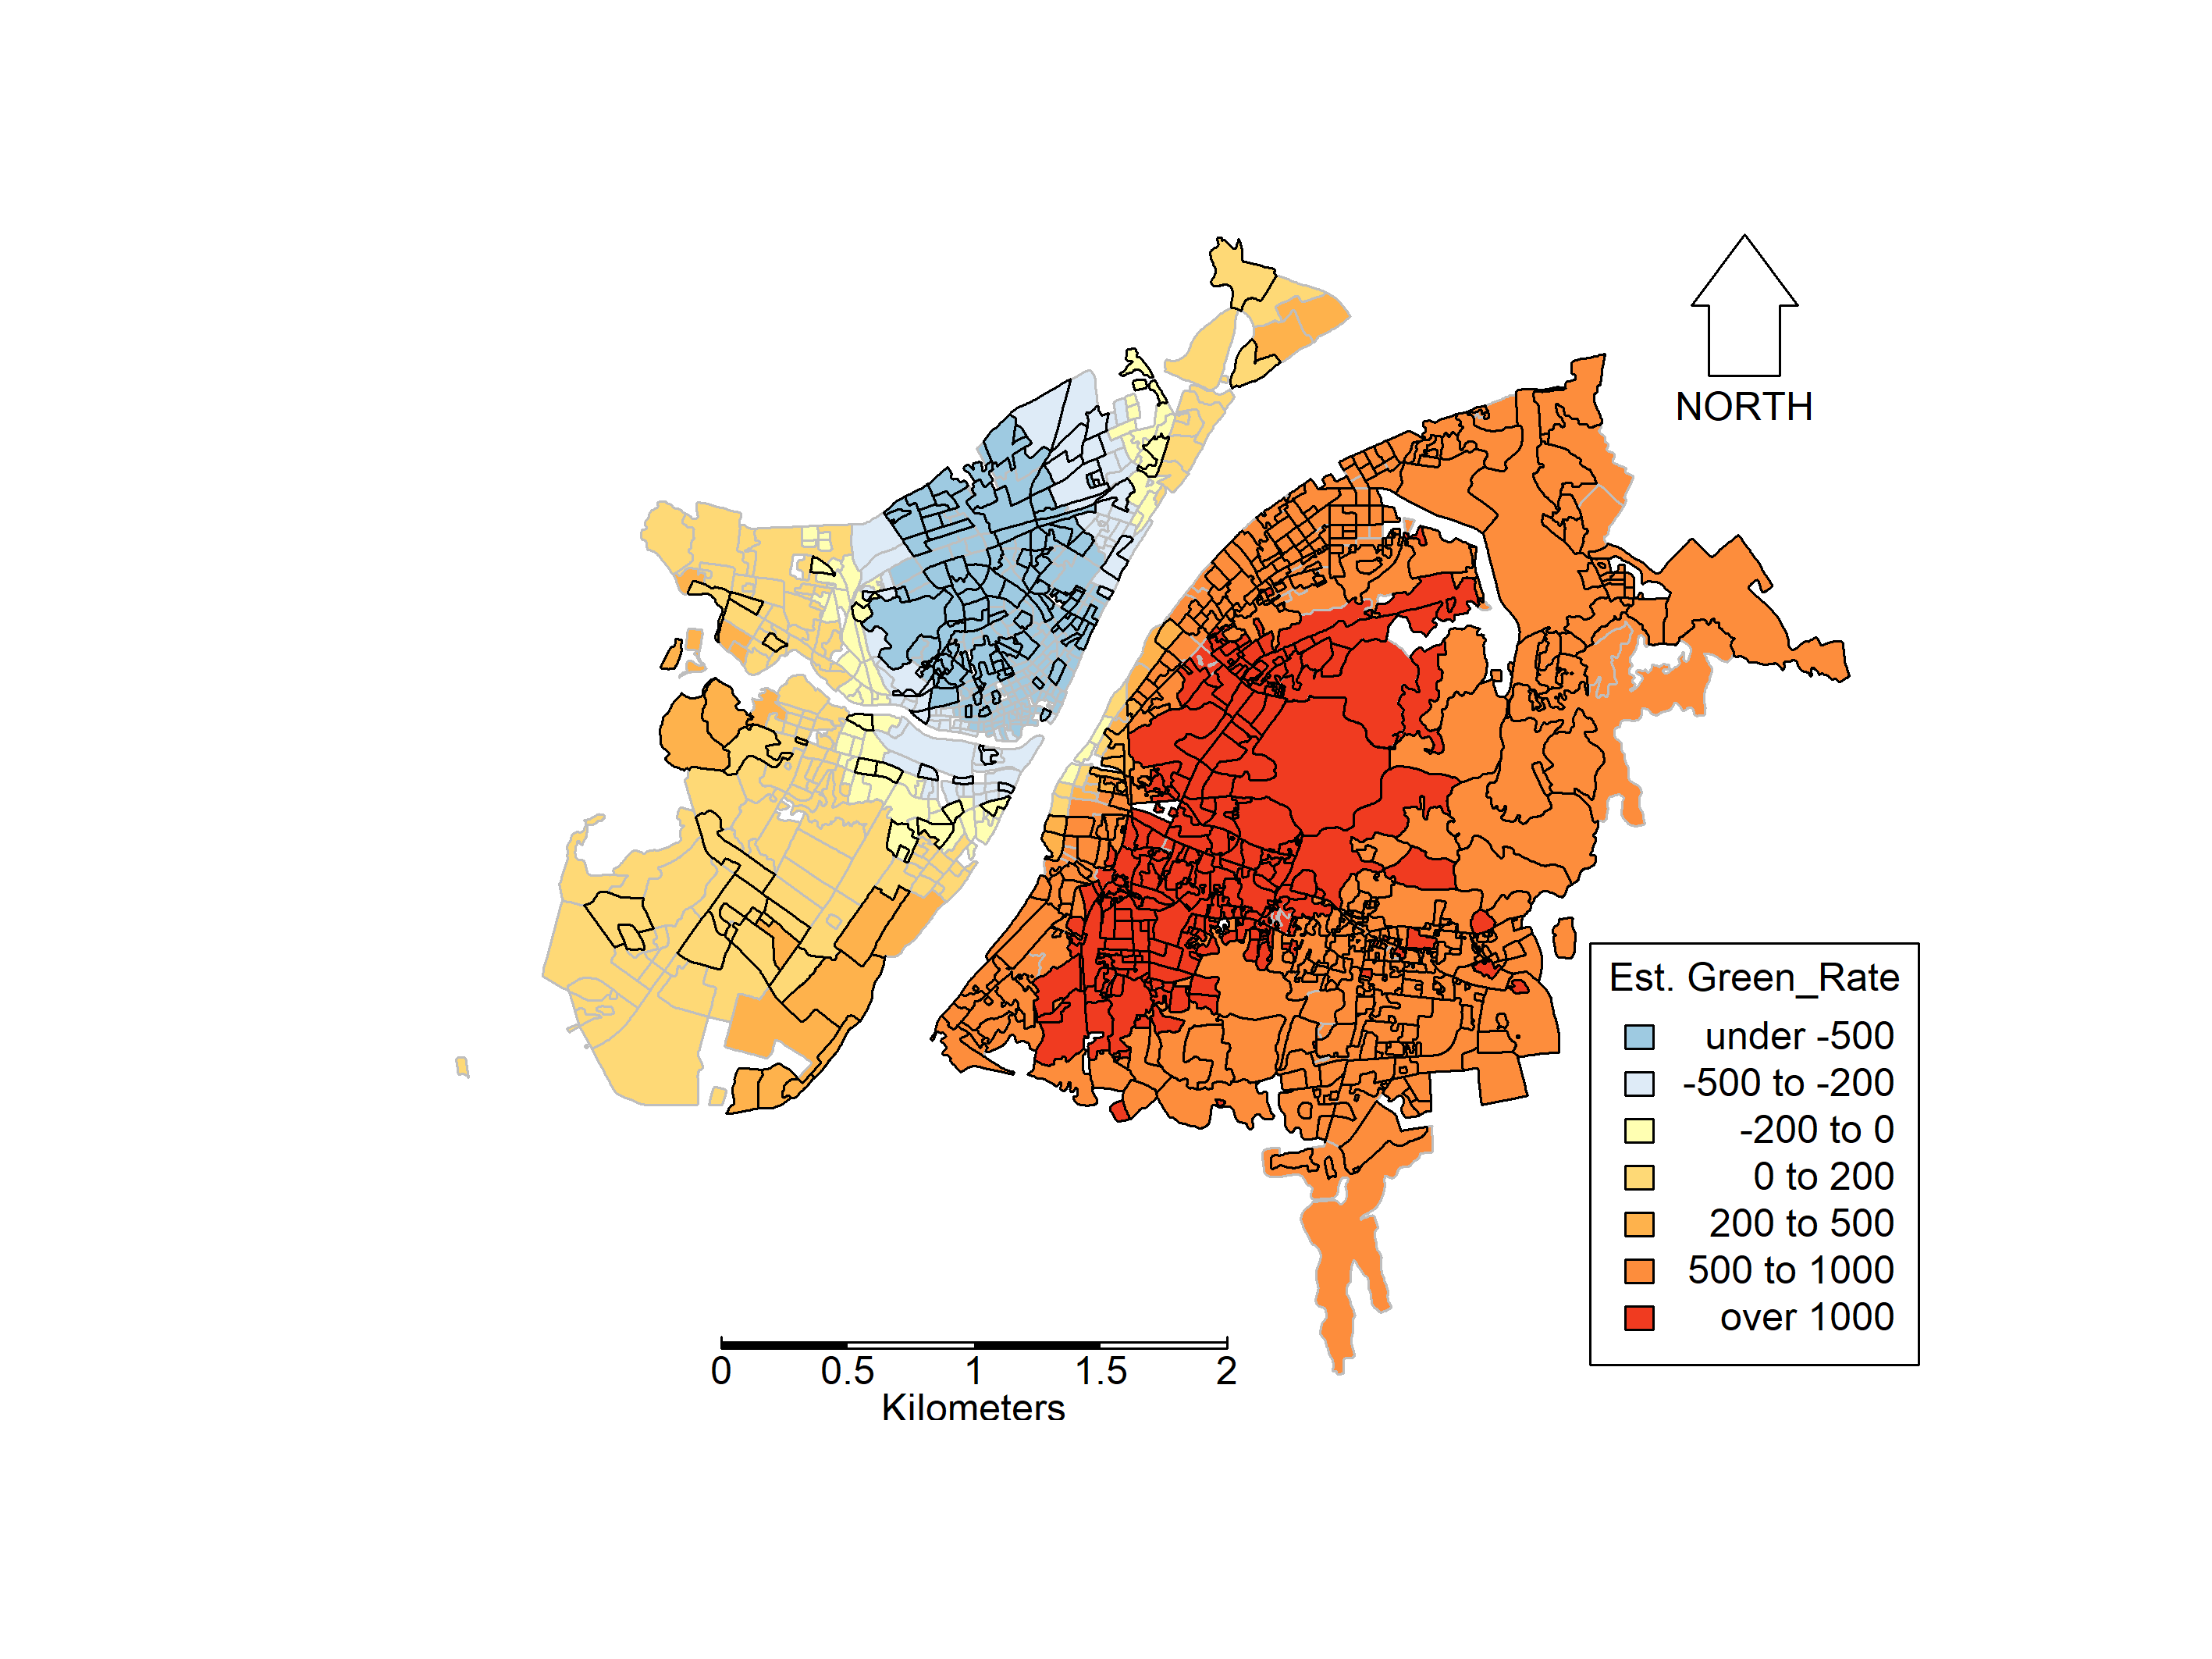 NORTH
Est. Green_Rate
under -500
-500 to -200
-200 to 0
0 to 200
200 to 500
500 to 1000
over 1000
0 0.5 1 1.5 2
Kilometers